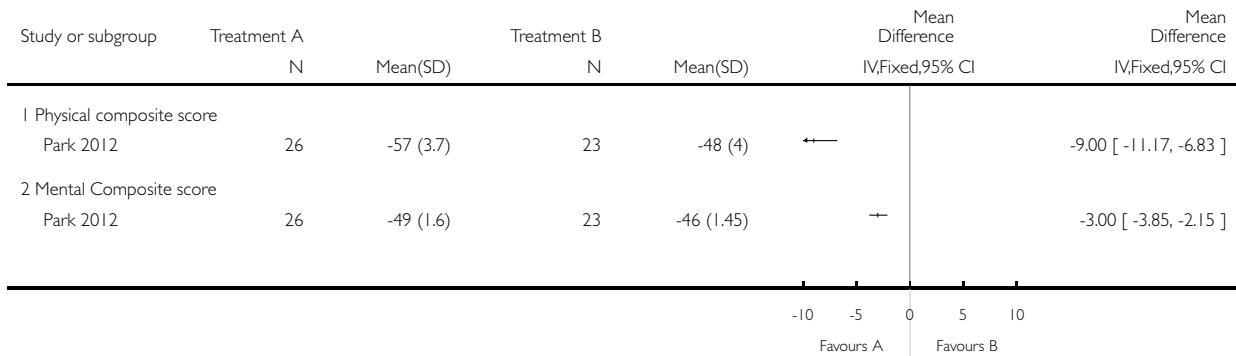 Study or subgroup Treatment A Treatment B Mean Difference Mean Difference
N Mean(SD) N Mean(SD) IV,Fixed,95% CI IV,Fixed,95% CI
1 Physical composite score
Park 2012 26 -57 (3.7) 23 -48 (4) -9.00 [ -11.17, -6.83 ]
2 Mental Composite score
Park 2012 26 -49 (1.6) 23 -46 (1.45) -3.00 [ -3.85, -2.15 ]
-10 -5 0 5 10
Favours A Favours B